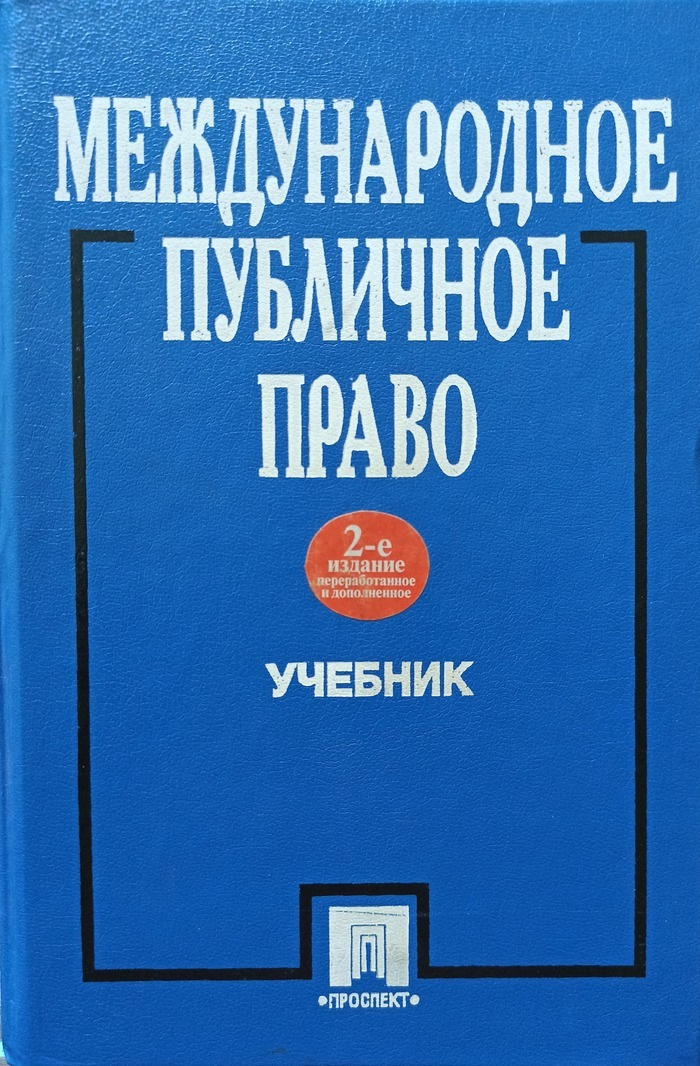 МЕЖДУНАРОДНОЕ
ПУБЛИЧНОЕ
ПРАВО
2-е
издание
переработанное
и дополненное
УЧЕБНИК
•ПРОСПЕКТ•